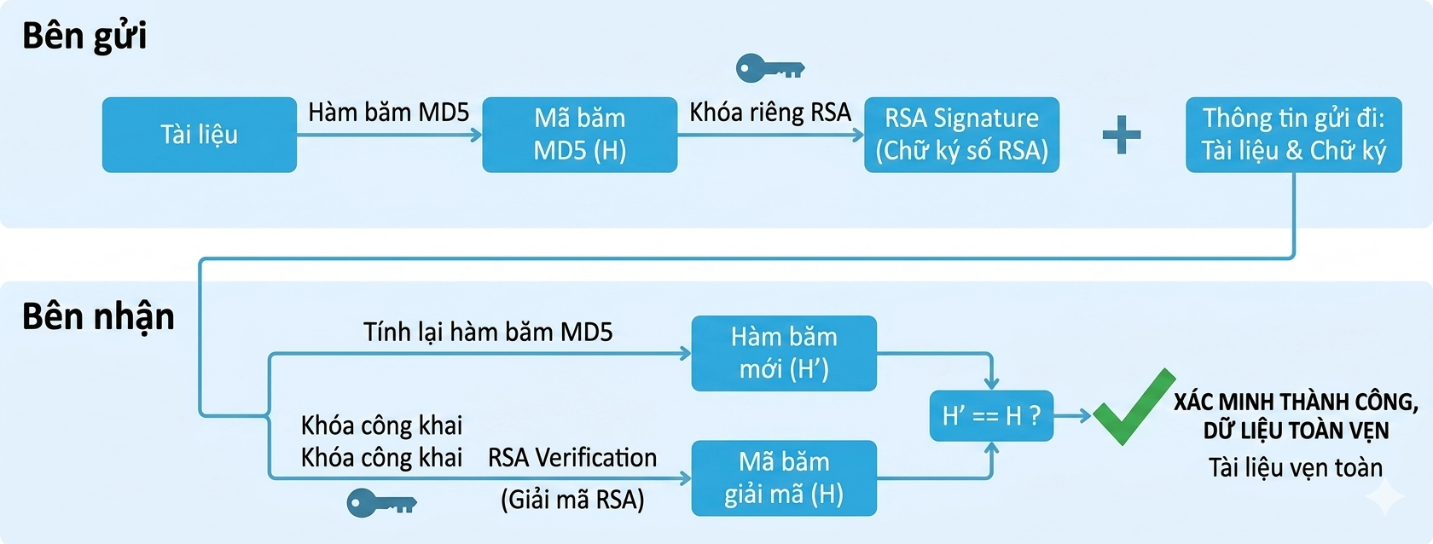 Bên gửi
Tài liệu
Hàm băm MD5
Mã băm
MD5 (H)
Khóa riêng RSA
RSA Signature
(Chữ ký số RSA)
+
Thông tin gửi đi:
Tài liệu & Chữ ký
Bên nhận
Tính lại hàm băm MD5
Hàm băm
mới (H’)
Khóa công khai
Khóa công khai
RSA Verification
(Giải mã RSA)
Mã băm
giải mã (H)
H’ == H ?
XÁC MINH THÀNH CÔNG,
DỮ LIỆU TOÀN VẸN
Tài liệu vẹn toàn